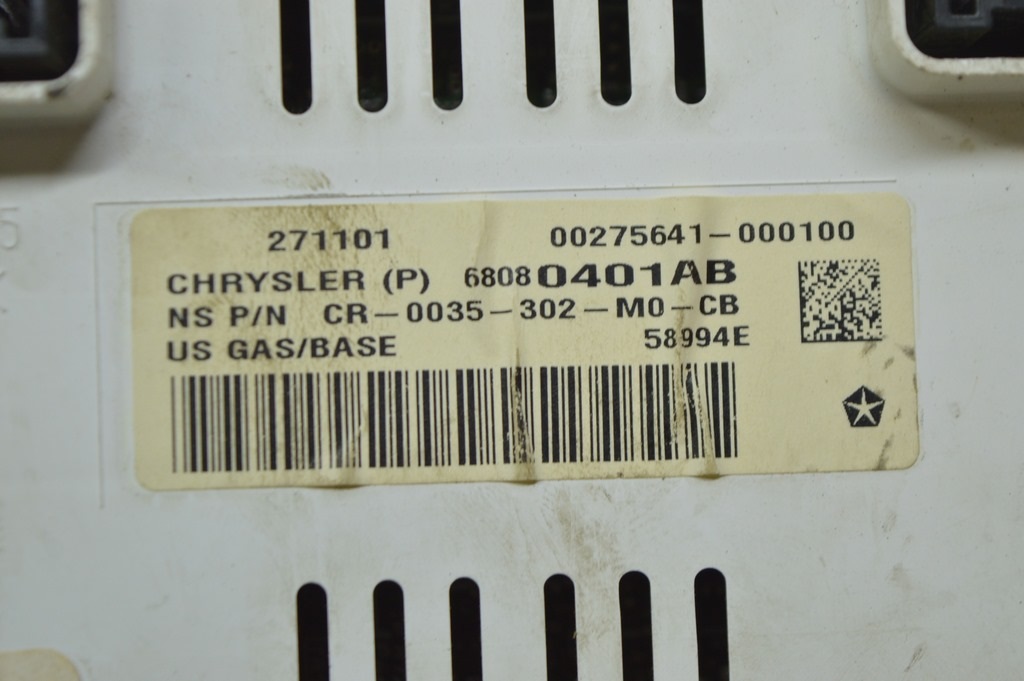 271101 00275641-000100
CHRYSLER (P) 68080401AB
NS P/N CR-0035-302-M0-CB
US GAS/BASE 58994E